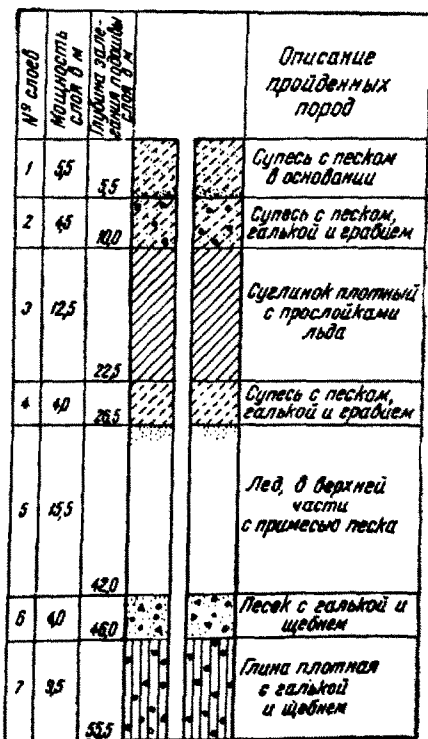 № слоев
Мощность
слоя в м
Глубина зале-
гания подошвы
слоя в м
Описание
пройденных
пород
1
5,5
5,5
Супесь с песком
в основании
2
4,5
10,0
Супесь с песком,
галькой и гравием
3
12,5
22,5
Суглинок плотный
с прослойками
льда
4
4,0
26,5
Супесь с песком,
галькой и гравием
5
15,5
42,0
Лед, в верхней
части
с примесью песка
6
4,0
46,0
Песок с галькой и
щебнем
7
9,5
55,5
Глина плотная
с галькой
и щебнем